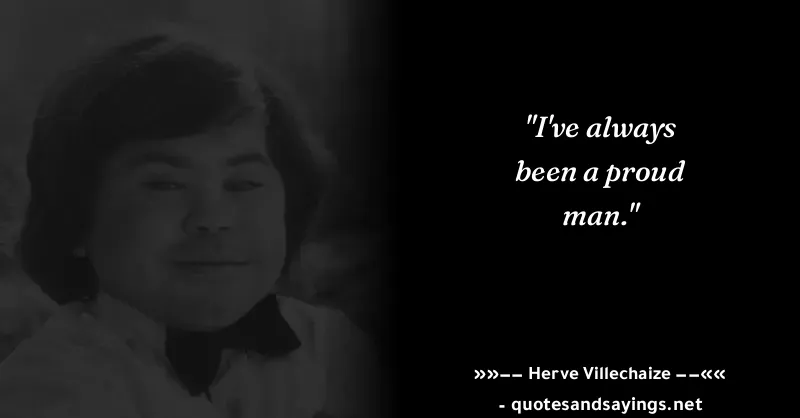 "I've always
been a proud
man."
»»−− Herve Villechaize −−««
- quotesandsayings.net